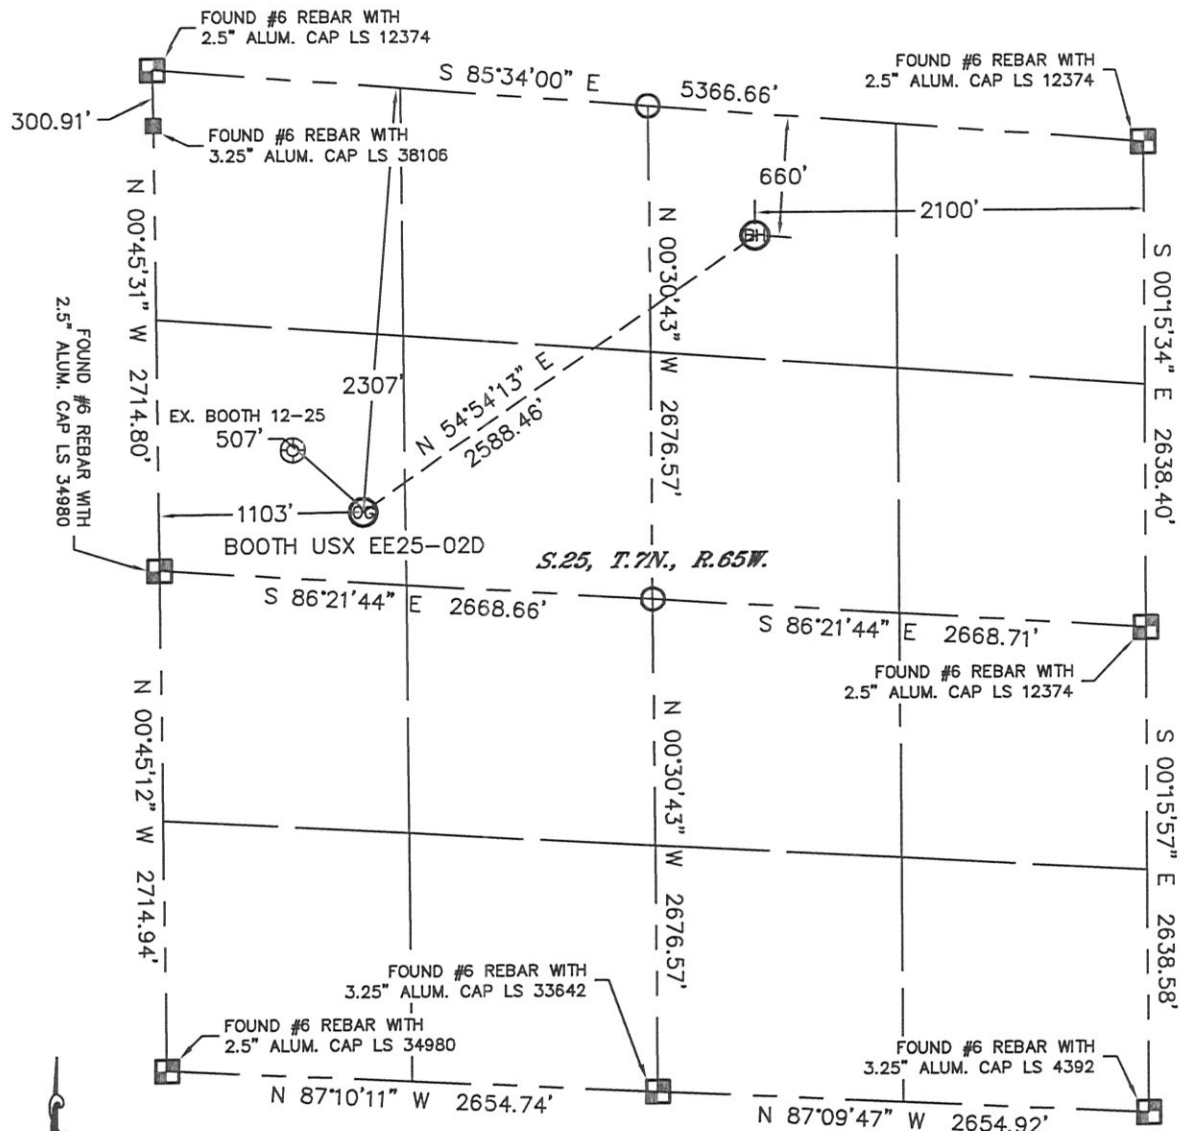 FOUND #6 REBAR WITH
2.5" ALUM. CAP LS 12374
S 85°34'00" E
5366.66'
FOUND #6 REBAR WITH
2.5" ALUM. CAP LS 12374
300.91'
FOUND #6 REBAR WITH
3.25" ALUM. CAP LS 38106
660'
2100'
BH
N 00°45'31" W 2714.80'
N 00°30'43" W 2676.57'
S 00°15'34" E 2638.40'
FOUND #6 REBAR WITH
2.5" ALUM. CAP LS 34980
2307'
N 54°54'13" E
2588.46'
EX. BOOTH 12-25
507'
1103'
OG
BOOTH USX EE25-02D
S.25, T.7N., R.65W.
S 86°21'44" E 2668.66'
S 86°21'44" E 2668.71'
FOUND #6 REBAR WITH
2.5" ALUM. CAP LS 12374
N 00°45'12" W 2714.94'
N 00°30'43" W 2676.57'
S 00°15'57" E 2638.58'
FOUND #6 REBAR WITH
3.25" ALUM. CAP LS 33642
FOUND #6 REBAR WITH
2.5" ALUM. CAP LS 34980
FOUND #6 REBAR WITH
3.25" ALUM. CAP LS 4392
N 87°10'11" W 2654.74'
N 87°09'47" W 2654.92'